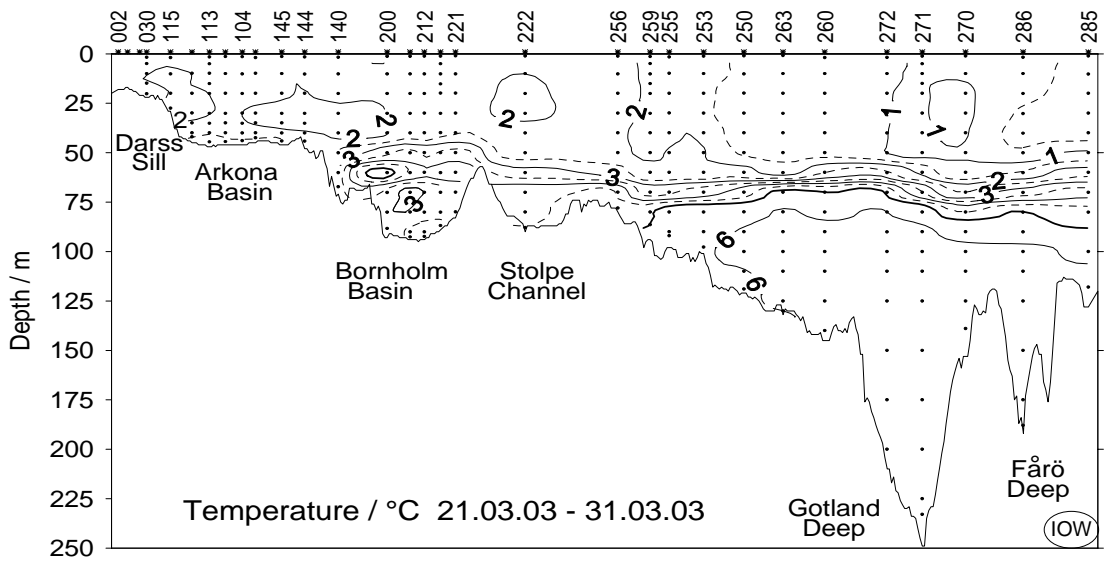 002 030 115 113 104 145 144 140 200 212 221 222 256 259 255 253 250 263 260 272 271 270 286 285
0
25
50
75
100
125
150
175
200
225
250
Depth / m
2 2 2 2 1 1
2 3 3 3 2 3 1
6 6
Darss
Sill
Arkona
Basin
Bornholm
Basin
Stolpe
Channel
Gotland
Deep
Fårö
Deep
Temperature / °C 21.03.03 - 31.03.03
IOW